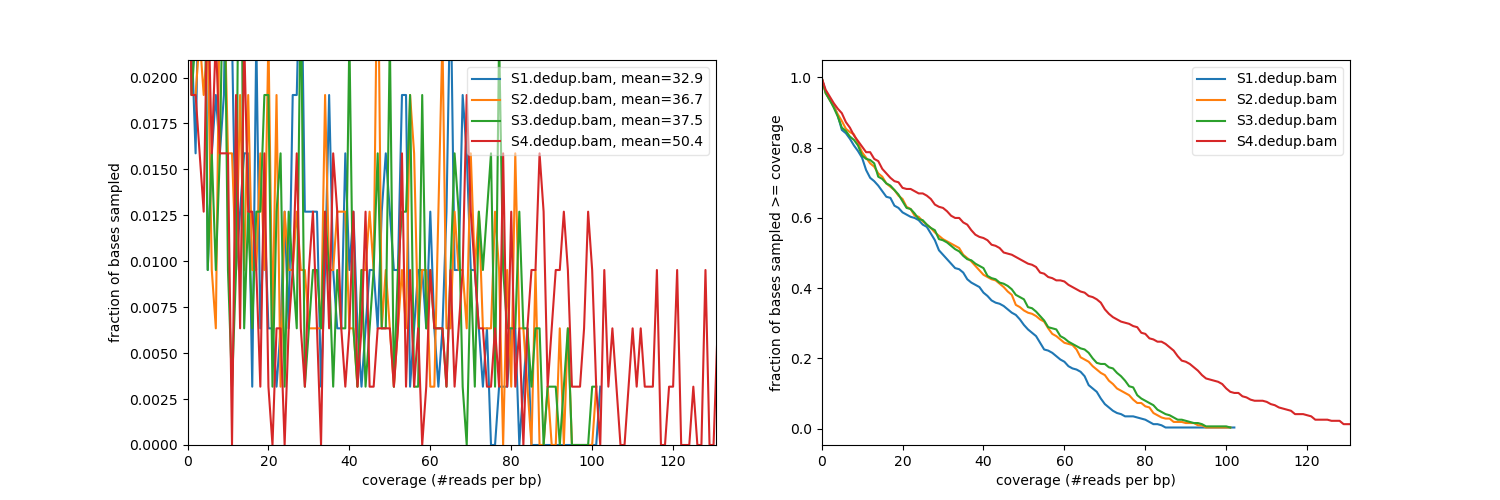 fraction of bases sampled
0.0200
0.0175
0.0150
0.0125
0.0100
0.0075
0.0050
0.0025
0.0000
0 20 40 60 80 100 120
coverage (#reads per bp)
S1.dedup.bam, mean=32.9
S2.dedup.bam, mean=36.7
S3.dedup.bam, mean=37.5
S4.dedup.bam, mean=50.4
fraction of bases sampled >= coverage
1.0
0.8
0.6
0.4
0.2
0.0
0 20 40 60 80 100 120
coverage (#reads per bp)
S1.dedup.bam
S2.dedup.bam
S3.dedup.bam
S4.dedup.bam